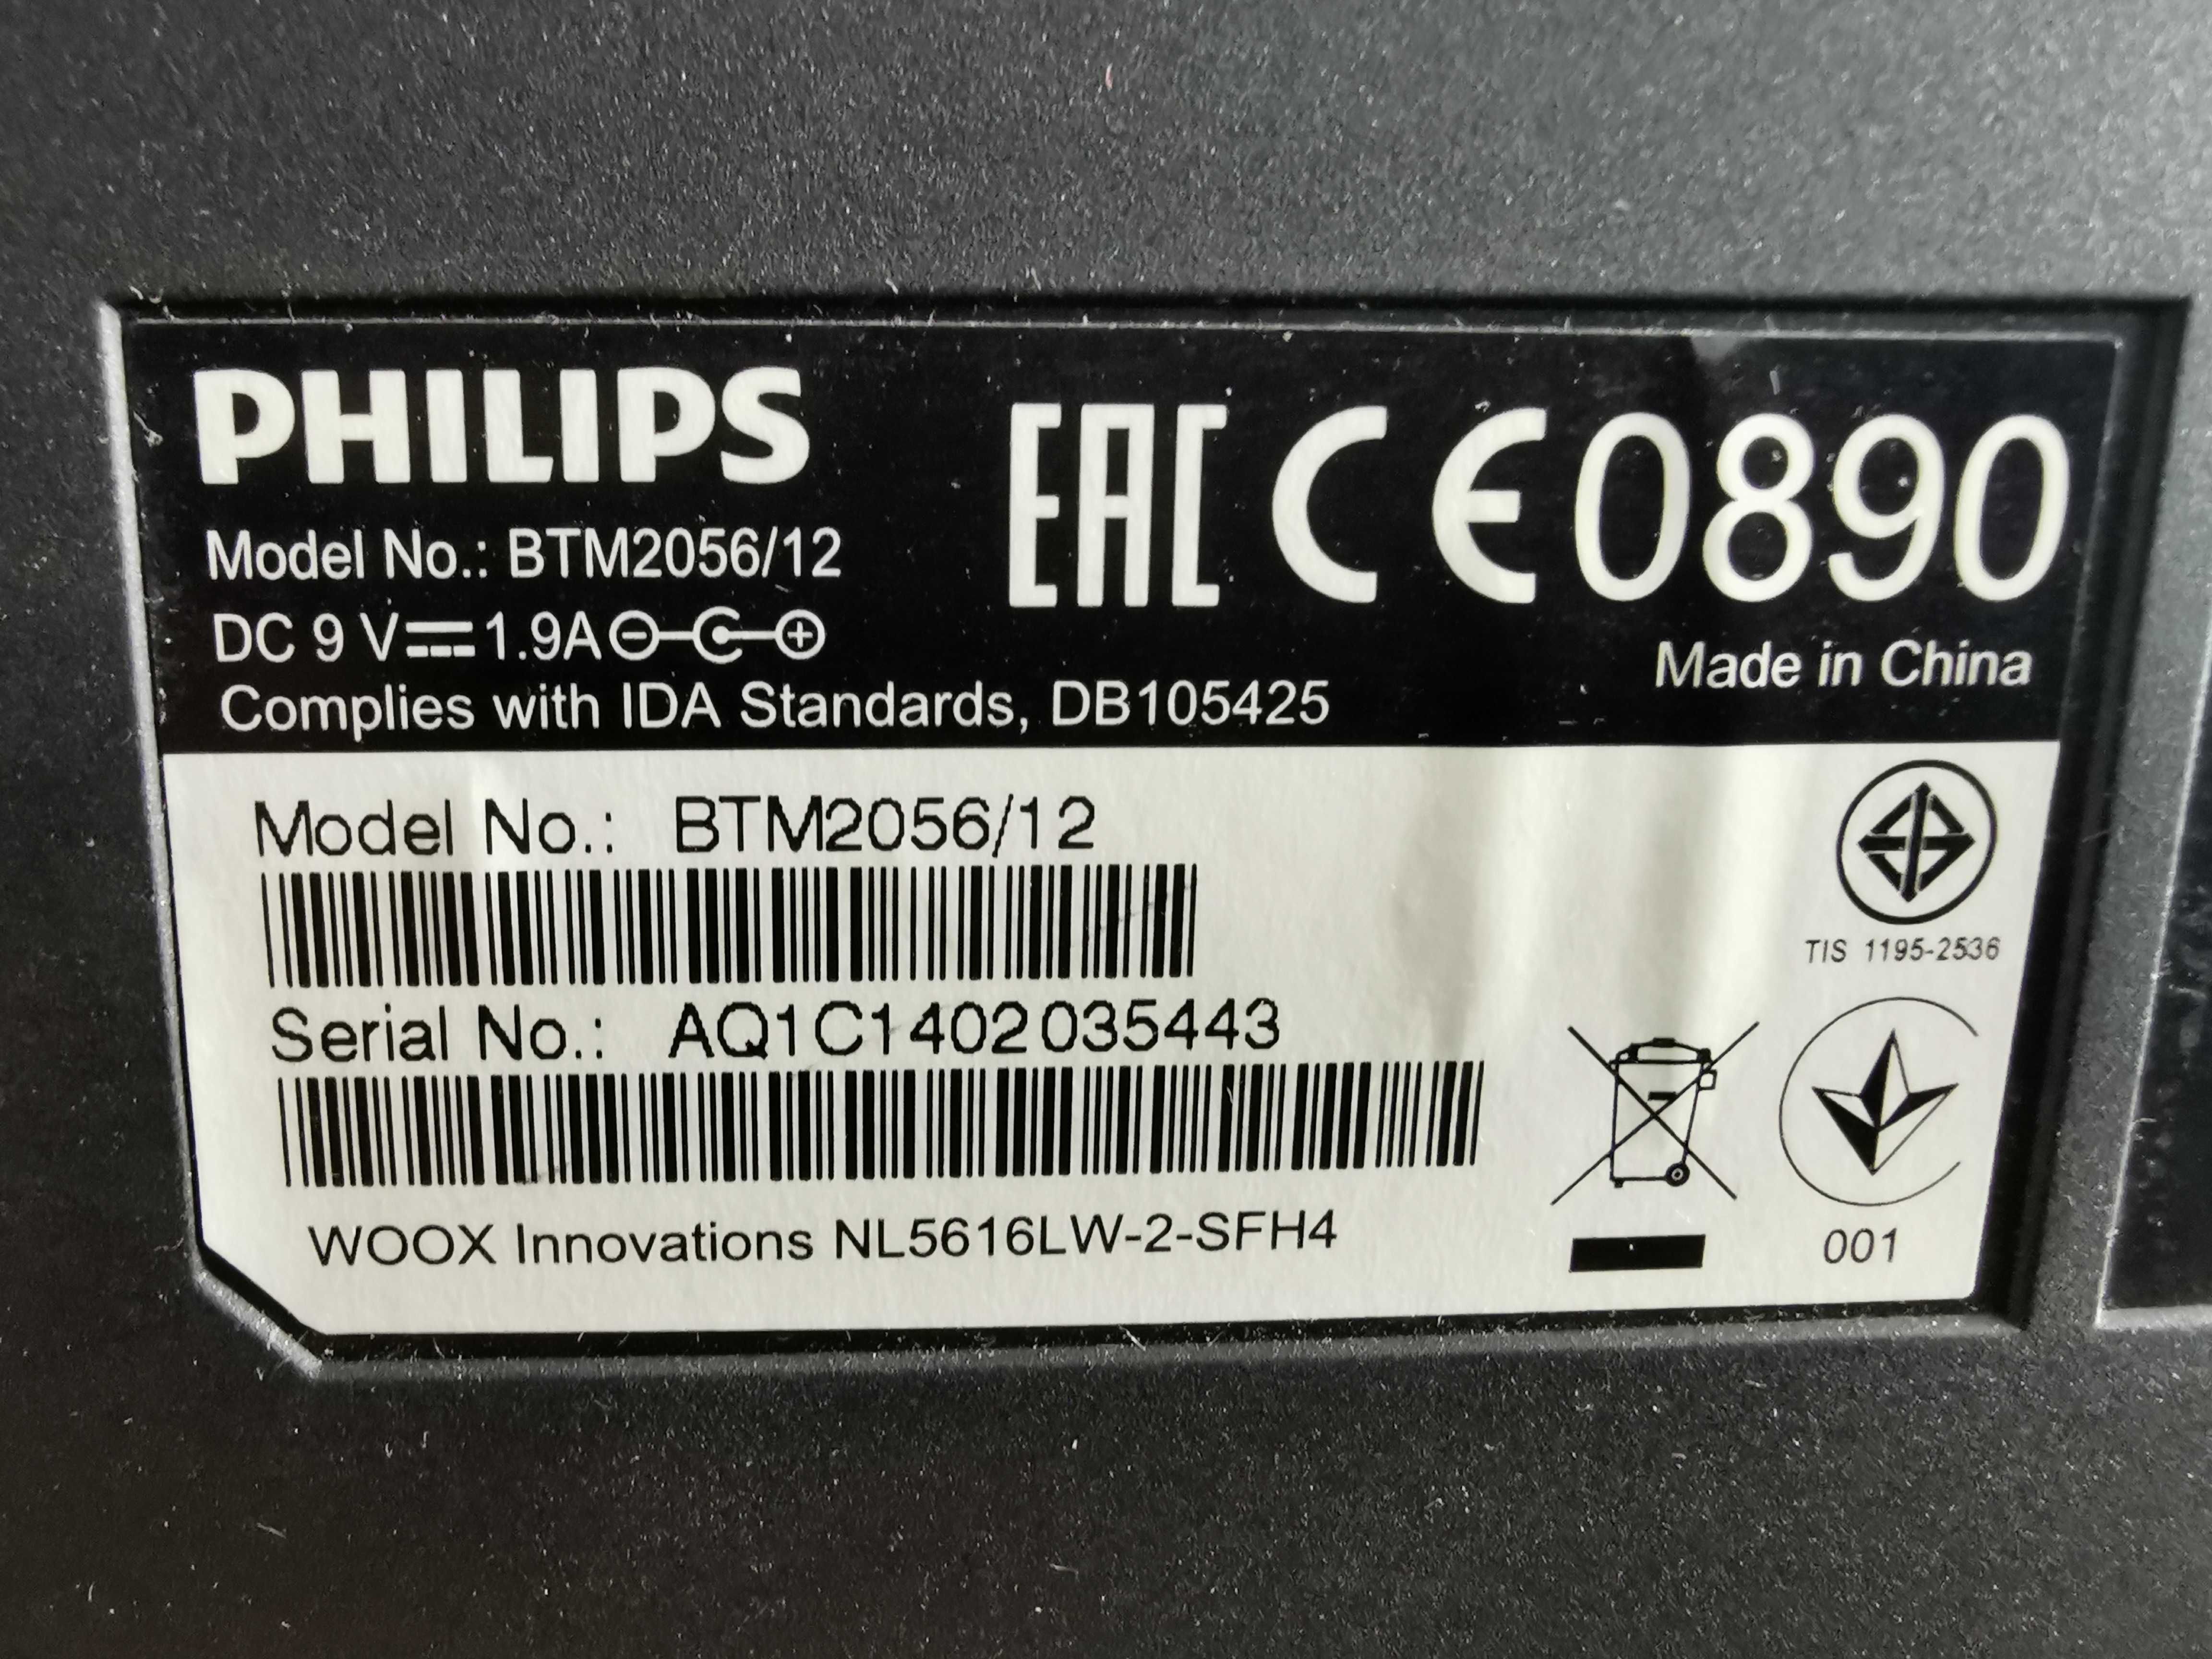 PHILIPS
EAC CE0890
Model No.: BTM2056/12
DC 9 V⎓1.9A
Made in China
Complies with IDA Standards, DB105425
Model No.: BTM2056/12
TIS 1195-2536
Serial No.: AQ1C1402035443
WOOX Innovations NL5616LW-2-SFH4
001